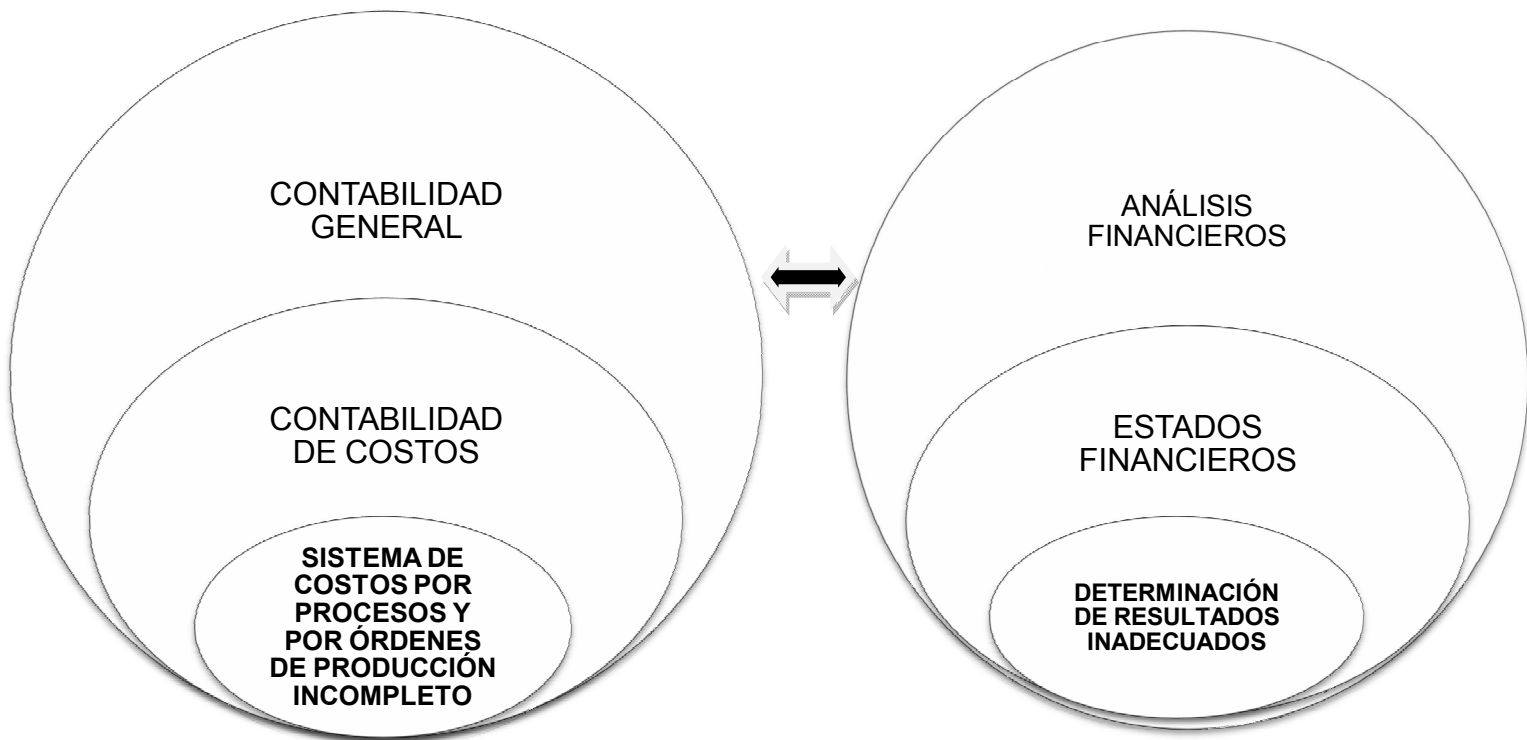 CONTABILIDAD
GENERAL
CONTABILIDAD
DE COSTOS
SISTEMA DE
COSTOS POR
PROCESOS Y
POR ÓRDENES
DE PRODUCCIÓN
INCOMPLETO
ANÁLISIS
FINANCIEROS
ESTADOS
FINANCIEROS
DETERMINACIÓN
DE RESULTADOS
INADECUADOS